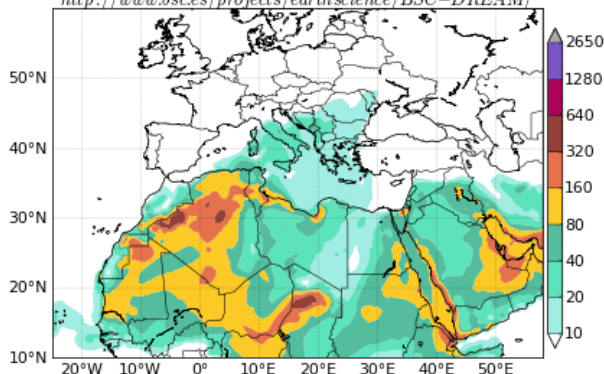 http://www.bsc.es/projects/earthscience/BSC−DREAM/
2650
1280
640
320
160
80
40
20
10
50°N
40°N
30°N
20°N
10°N
20°W 10°W 0° 10°E 20°E 30°E 40°E 50°E